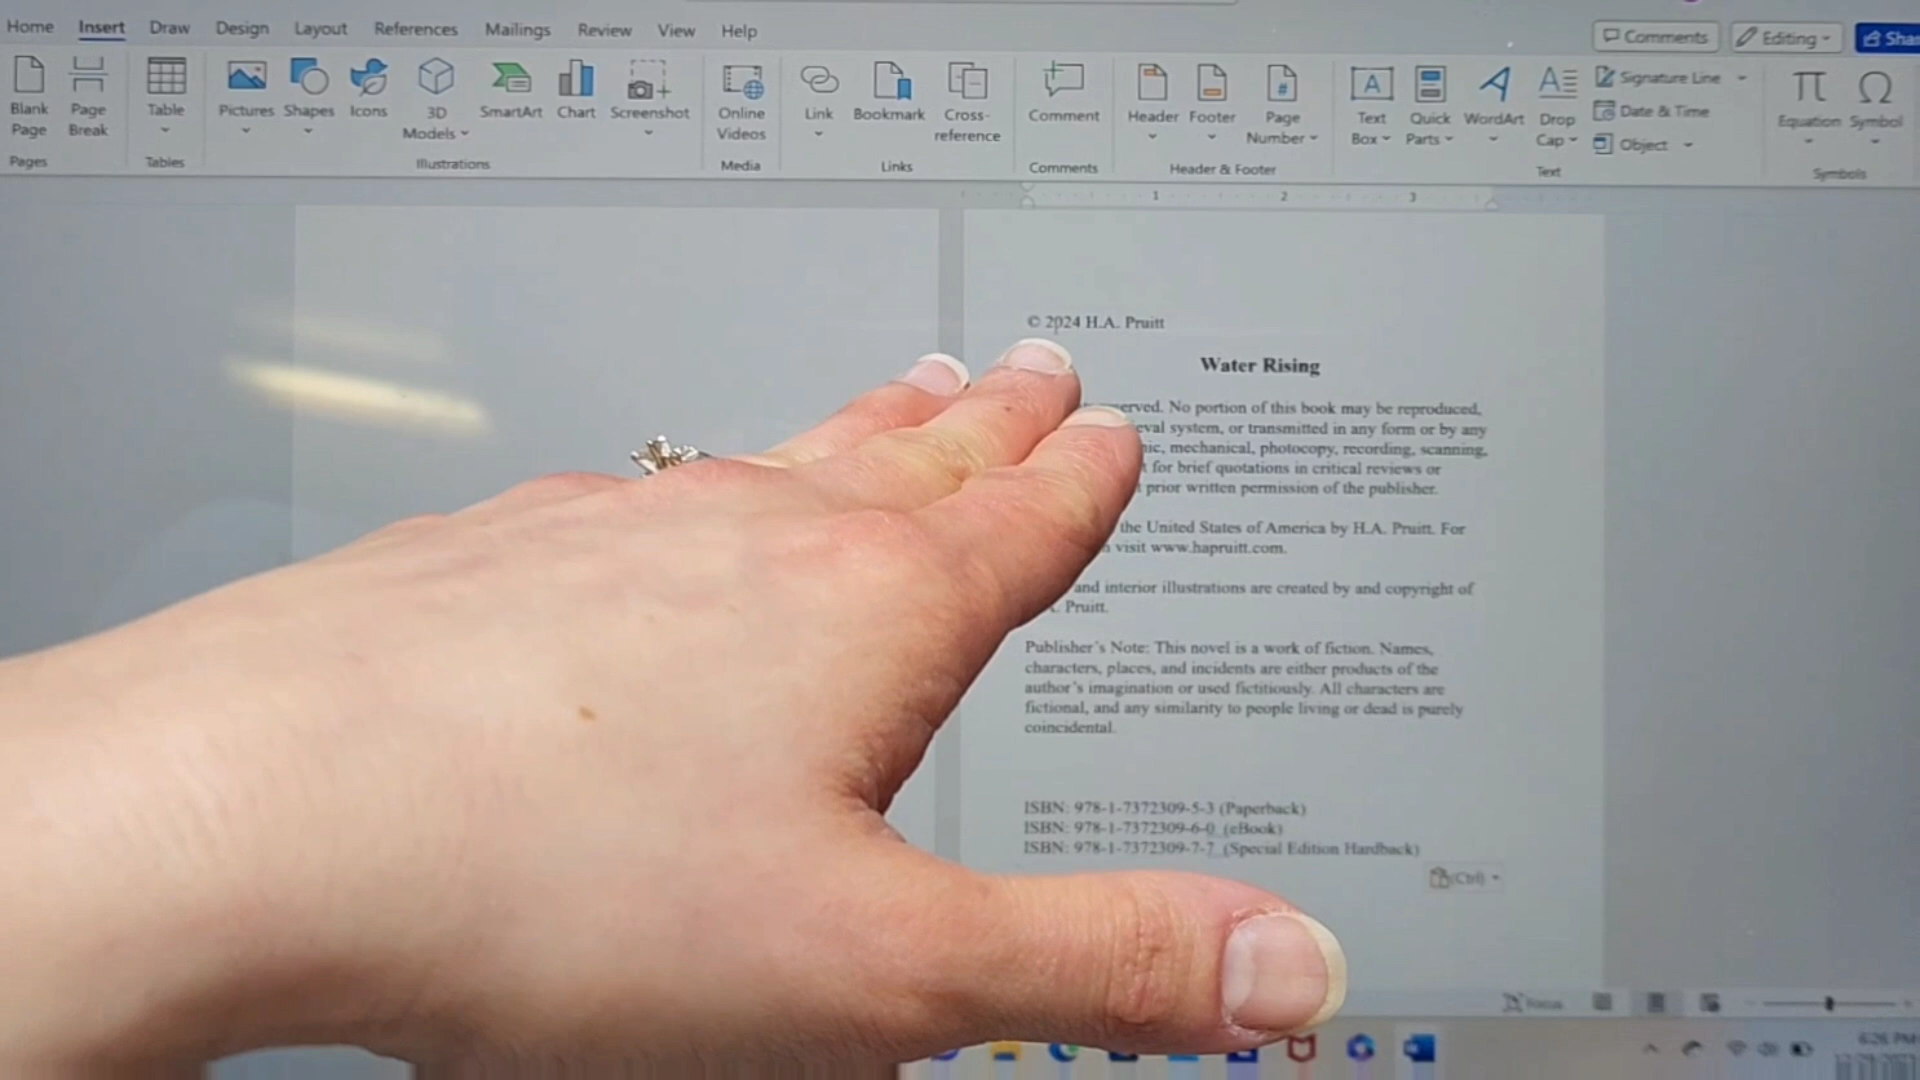 Home Insert Draw Design Layout References Mailings Review View Help
Comments Editing Shar
Blank Page
Page Break
Table
Pictures
Shapes
Icons
3D Models
SmartArt
Chart
Screenshot
Online Videos
Link
Bookmark
Cross-reference
Comment
Header
Footer
Page Number
Text Box
Quick Parts
WordArt
Drop Cap
Signature Line
Date & Time
Object
Equation
Symbol
Pages Tables Illustrations Media Links Comments Header & Footer Text Symbols
1 2 3
© 2024 H.A. Pruitt
Water Rising
erved. No portion of this book may be reproduced,
eval system, or transmitted in any form or by any
nic, mechanical, photocopy, recording, scanning,
for brief quotations in critical reviews or
prior written permission of the publisher.
the United States of America by H.A. Pruitt. For
visit www.hapruitt.com.
and interior illustrations are created by and copyright of
Pruitt.
Publisher's Note: This novel is a work of fiction. Names,
characters, places, and incidents are either products of the
author's imagination or used fictitiously. All characters are
fictional, and any similarity to people living or dead is purely
coincidental.
ISBN: 978-1-7372309-5-3 (Paperback)
ISBN: 978-1-7372309-6-0 (eBook)
ISBN: 978-1-7372309-7-7 (Special Edition Hardback)
(Ctrl)
Focus
6:26 PM